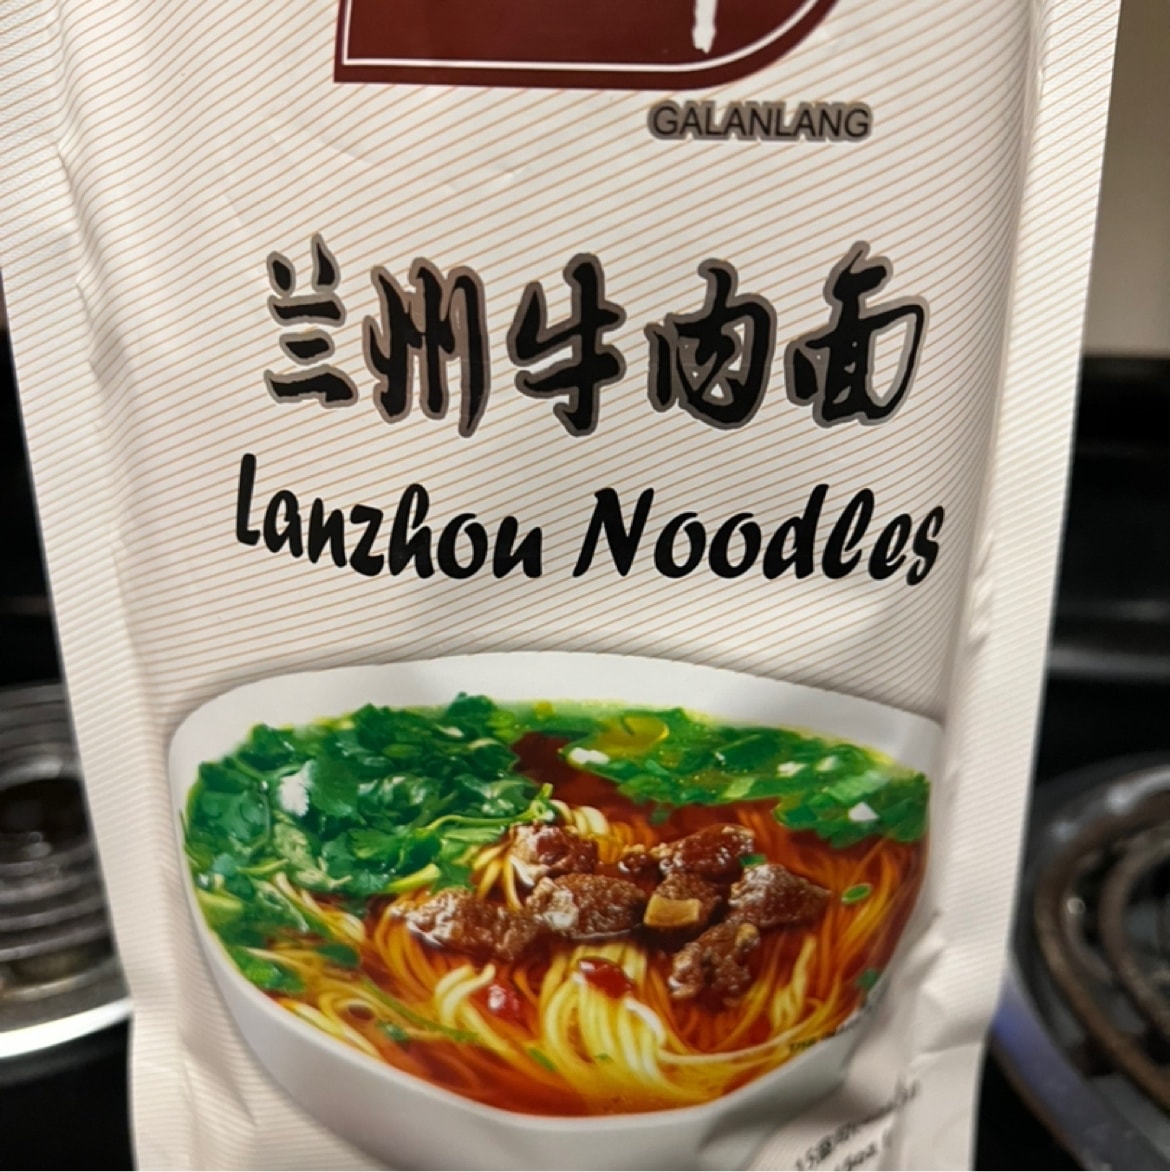 GALANLANG
兰州牛肉面
Lanzhou Noodles